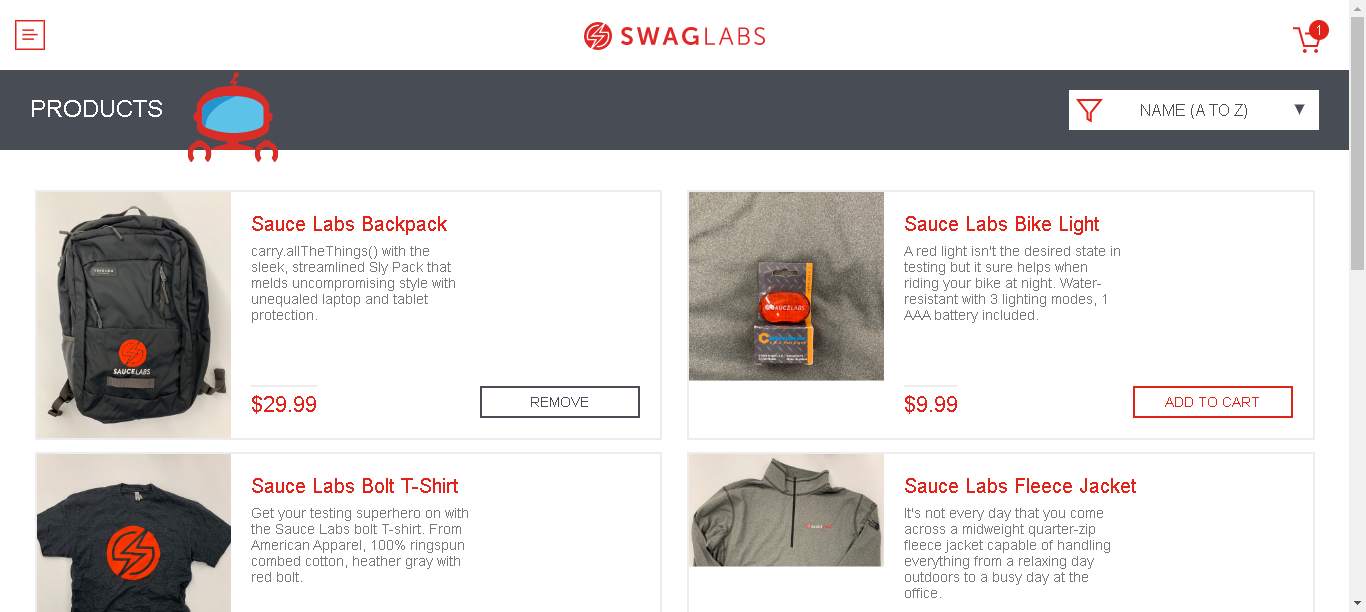 SWAGLABS
1
PRODUCTS
NAME (A TO Z)
Sauce Labs Backpack
carry.allTheThings() with the
sleek, streamlined Sly Pack that
melds uncompromising style with
unequaled laptop and tablet
protection.
$29.99
REMOVE
SAUCELABS
Sauce Labs Bike Light
A red light isn't the desired state in
testing but it sure helps when
riding your bike at night. Water-
resistant with 3 lighting modes, 1
AAA battery included.
$9.99
ADD TO CART
SAUCELABS
Sauce Labs Bolt T-Shirt
Get your testing superhero on with
the Sauce Labs bolt T-shirt. From
American Apparel, 100% ringspun
combed cotton, heather gray with
red bolt.
Sauce Labs Fleece Jacket
It's not every day that you come
across a midweight quarter-zip
fleece jacket capable of handling
everything from a relaxing day
outdoors to a busy day at the
office.